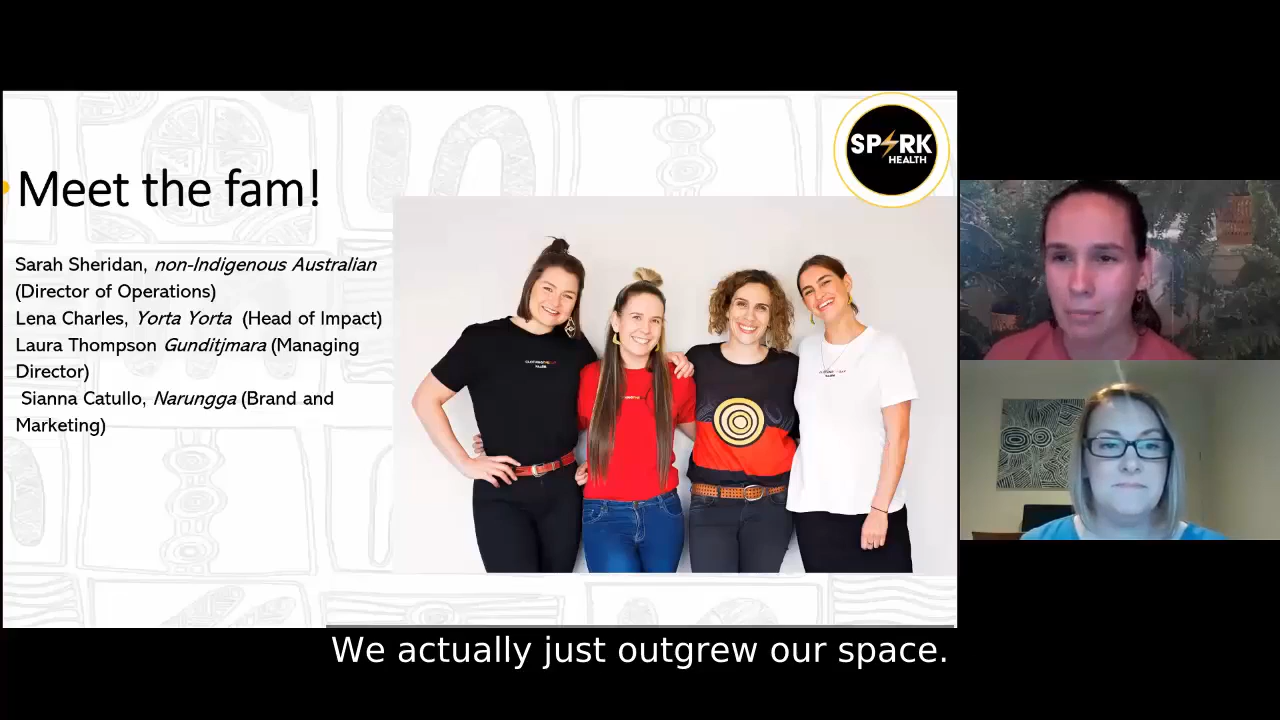 SPARK
HEALTH
Meet the fam!
Sarah Sheridan, non-Indigenous Australian
(Director of Operations)
Lena Charles, Yorta Yorta (Head of Impact)
Laura Thompson Gunditjmara (Managing
Director)
Sianna Catullo, Narungga (Brand and
Marketing)
We actually just outgrew our space.